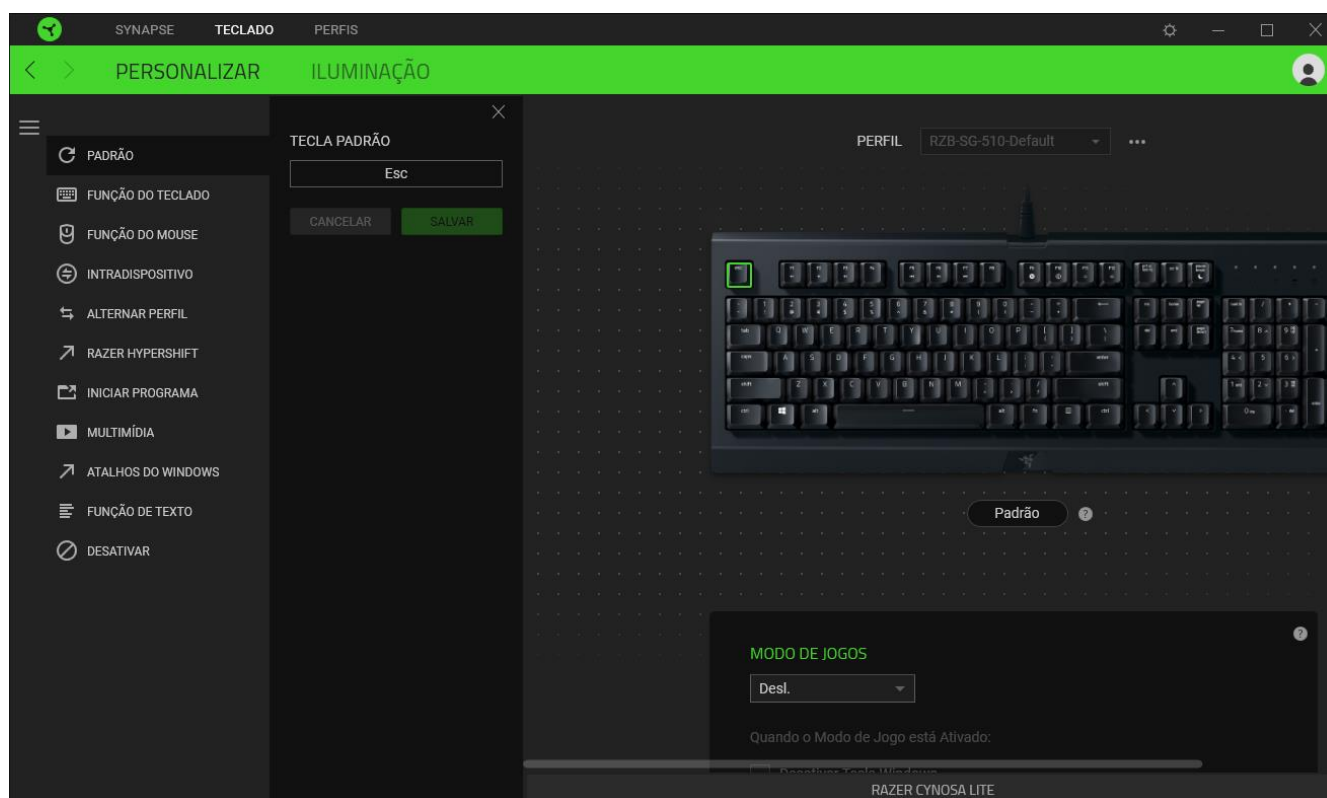 SYNAPSE TECLADO PERFIS
PERSONALIZAR ILUMINAÇÃO
TECLA PADRÃO
Esc
CANCELAR SALVAR
PADRÃO
FUNÇÃO DO TECLADO
FUNÇÃO DO MOUSE
INTRADISPOSITIVO
ALTERNAR PERFIL
RAZER HYPERSHIFT
INICIAR PROGRAMA
MULTIMÍDIA
ATALHOS DO WINDOWS
FUNÇÃO DE TEXTO
DESATIVAR
PERFIL RZB-SG-510-Default
Padrão
MODO DE JOGOS
Desl.
Quando o Modo de Jogo está Ativado:
RAZER CYNOSA LITE